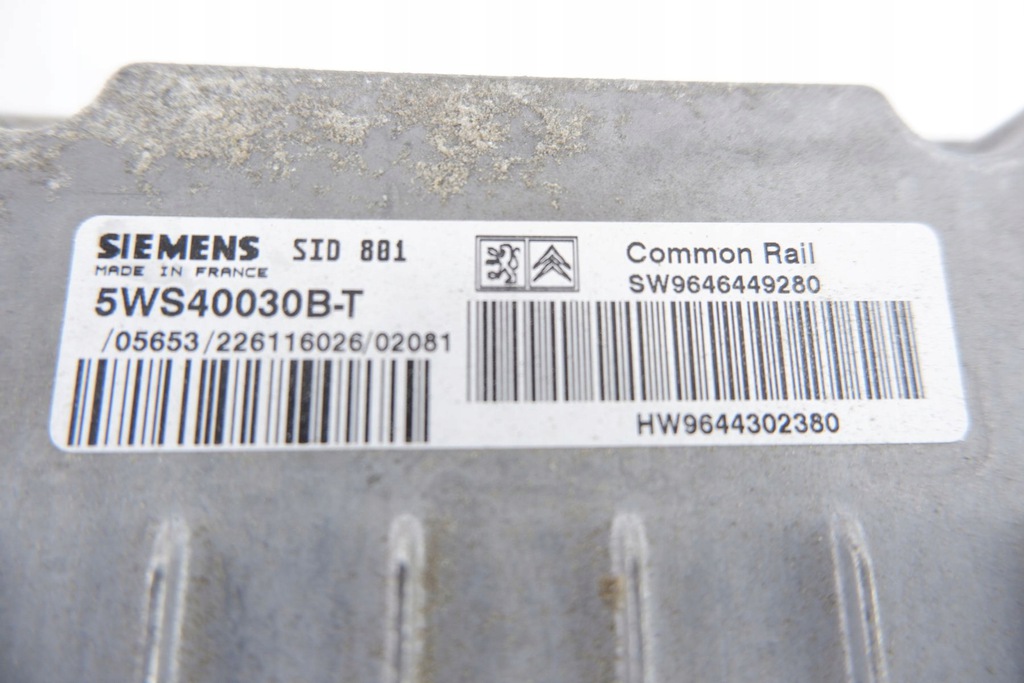 SIEMENS SID 801
MADE IN FRANCE
5WS40030B-T
/05653/226116026/02081
Common Rail
SW9646449280
HW9644302380